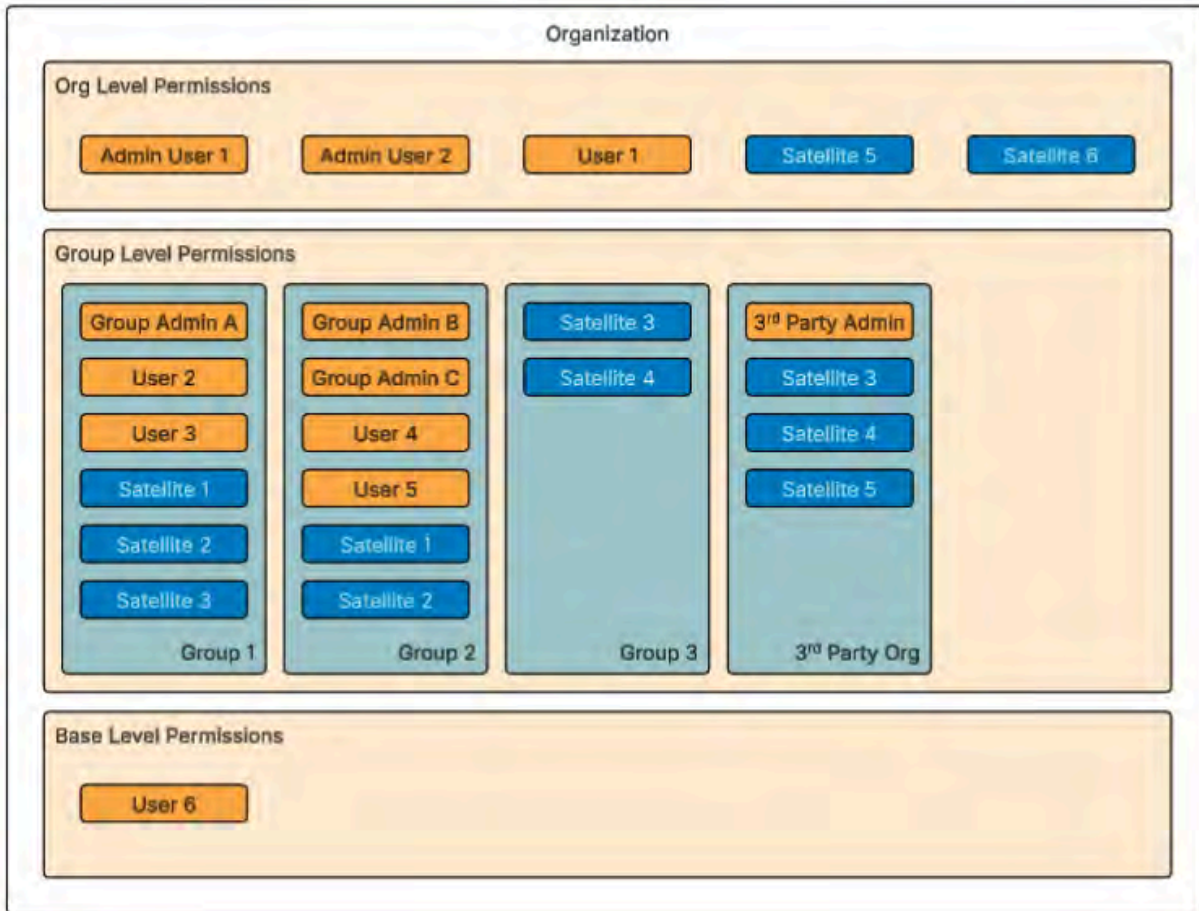 Organization
Org Level Permissions
Admin User 1
Admin User 2
User 1
Satellite 5
Satellite 6
Group Level Permissions
Group Admin A
User 2
User 3
Satellite 1
Satellite 2
Satellite 3
Group 1
Group Admin B
Group Admin C
User 4
User 5
Satellite 1
Satellite 2
Group 2
Satellite 3
Satellite 4
Group 3
3rd Party Admin
Satellite 3
Satellite 4
Satellite 5
3rd Party Org
Base Level Permissions
User 6